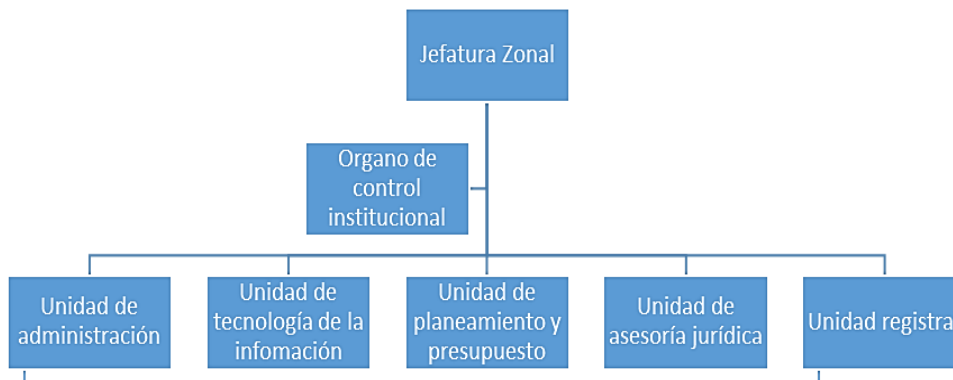 Jefatura Zonal
Organo de
control
institucional
Unidad de
administración
Unidad de
tecnología de la
infomación
Unidad de
planeamiento y
presupuesto
Unidad de
asesoría jurídica
Unidad registra